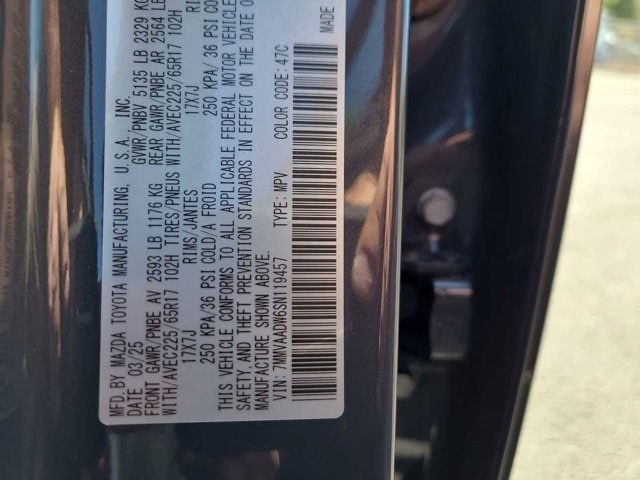 MFD.BY MAZDA TOYOTA MANUFACTURING, U.S.A., INC.
DATE 03/25 GVWR/PNBV 5135 LB 2329 KG
FRONT GAWR/PNBE AV 2593 LB 1176 KG REAR GAWR/PNBE AR 2564 LB
WITH/AVEC225/65R17 102H TIRES/PNEUS WITH/AVEC225/65R17 102H
17X7J RIMS/JANTES 17X7J
250 KPA/36 PSI COLD/A FROID 250 KPA/36 PSI
THIS VEHICLE CONFORMS TO ALL APPLICABLE FEDERAL MOTOR VEHICLE
SAFETY,AND THEFT PREVENTION STANDARDS IN EFFECT ON THE DATE
MANUFACTURE SHOWN ABOVE.
VIN: 7MMVAADW6SN119457 TYPE: MPV COLOR CODE:47C MADE